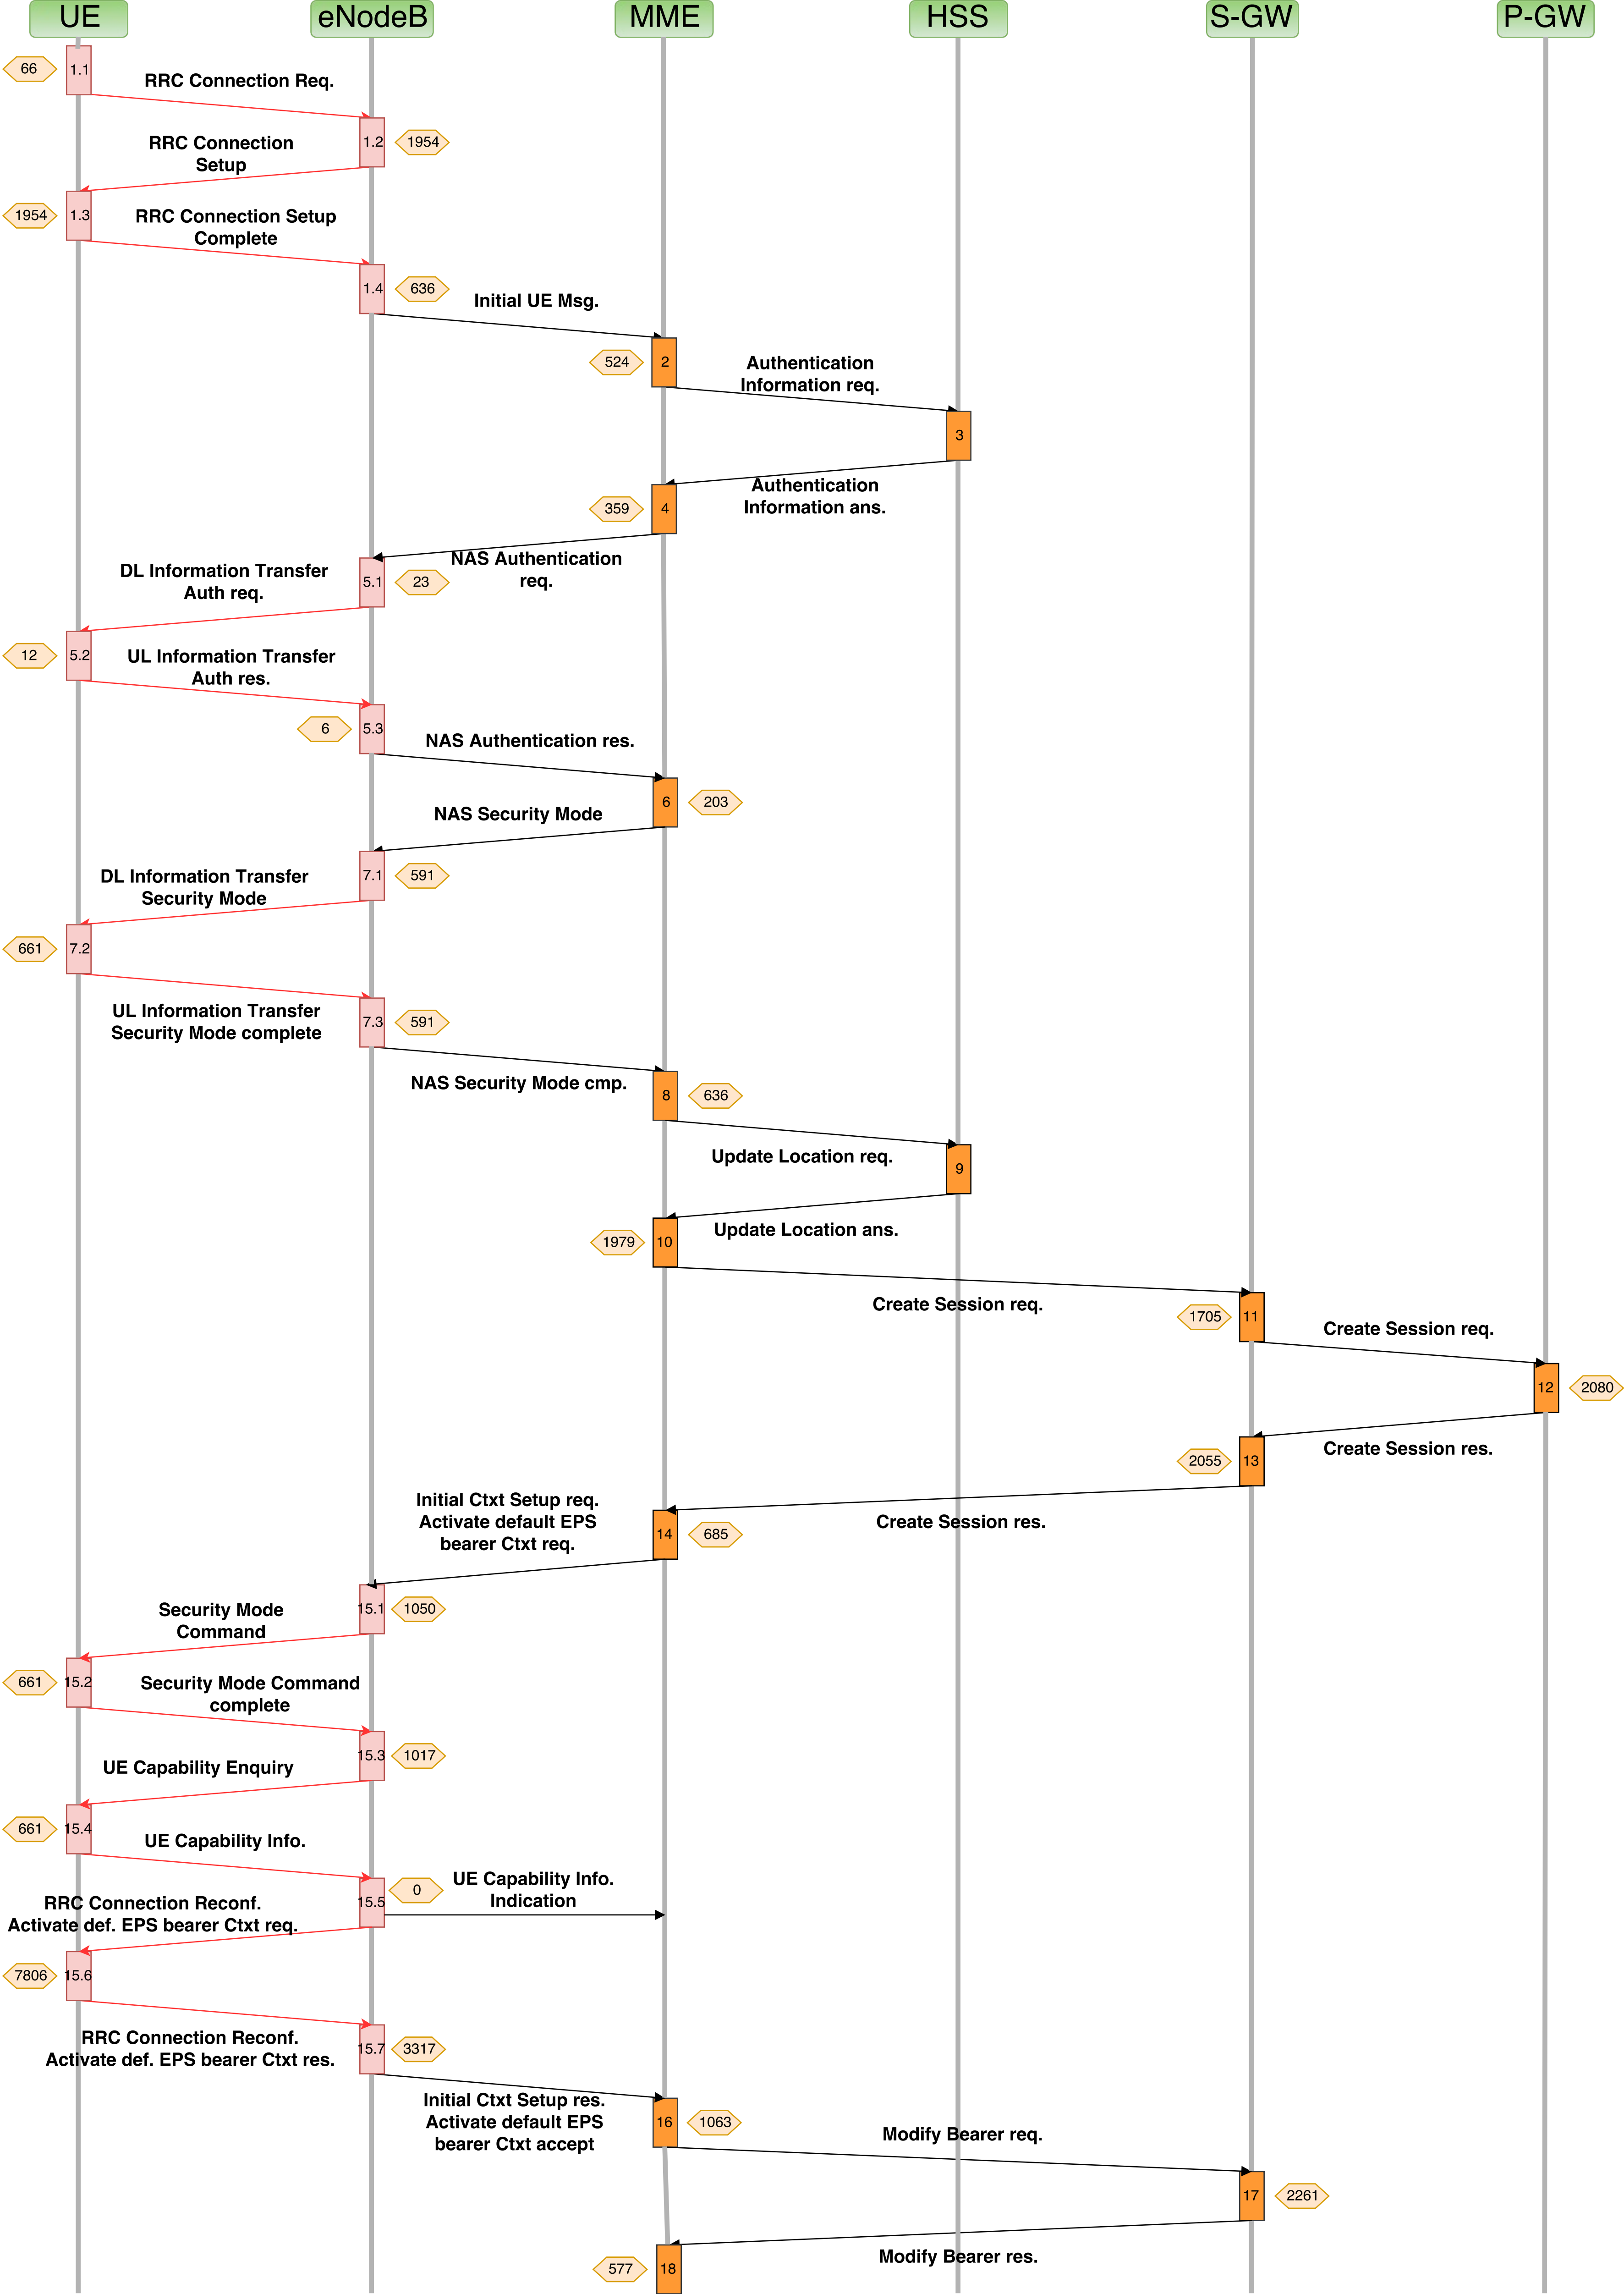 UE eNodeB MME HSS S-GW P-GW
66 1.1
RRC Connection Req.
1.2 1954
RRC Connection
Setup
1954 1.3
RRC Connection Setup
Complete
1.4 636
Initial UE Msg.
524 2
Authentication
Information req.
3
359 4
Authentication
Information ans.
NAS Authentication
req.
5.1 23
DL Information Transfer
Auth req.
12 5.2
UL Information Transfer
Auth res.
6 5.3
NAS Authentication res.
6 203
NAS Security Mode
7.1 591
DL Information Transfer
Security Mode
661 7.2
UL Information Transfer
Security Mode complete
7.3 591
NAS Security Mode cmp.
8 636
Update Location req.
9
Update Location ans.
1979 10
Create Session req.
1705 11
Create Session req.
12 2080
Create Session res.
2055 13
Create Session res.
Initial Ctxt Setup req.
Activate default EPS
bearer Ctxt req.
14 685
15.1 1050
Security Mode
Command
661 15.2
Security Mode Command
complete
15.3 1017
UE Capability Enquiry
661 15.4
UE Capability Info.
15.5 0
UE Capability Info.
Indication
RRC Connection Reconf.
Activate def. EPS bearer Ctxt req.
7806 15.6
RRC Connection Reconf.
Activate def. EPS bearer Ctxt res.
15.7 3317
Initial Ctxt Setup res.
Activate default EPS
bearer Ctxt accept
16 1063
Modify Bearer req.
17 2261
Modify Bearer res.
577 18